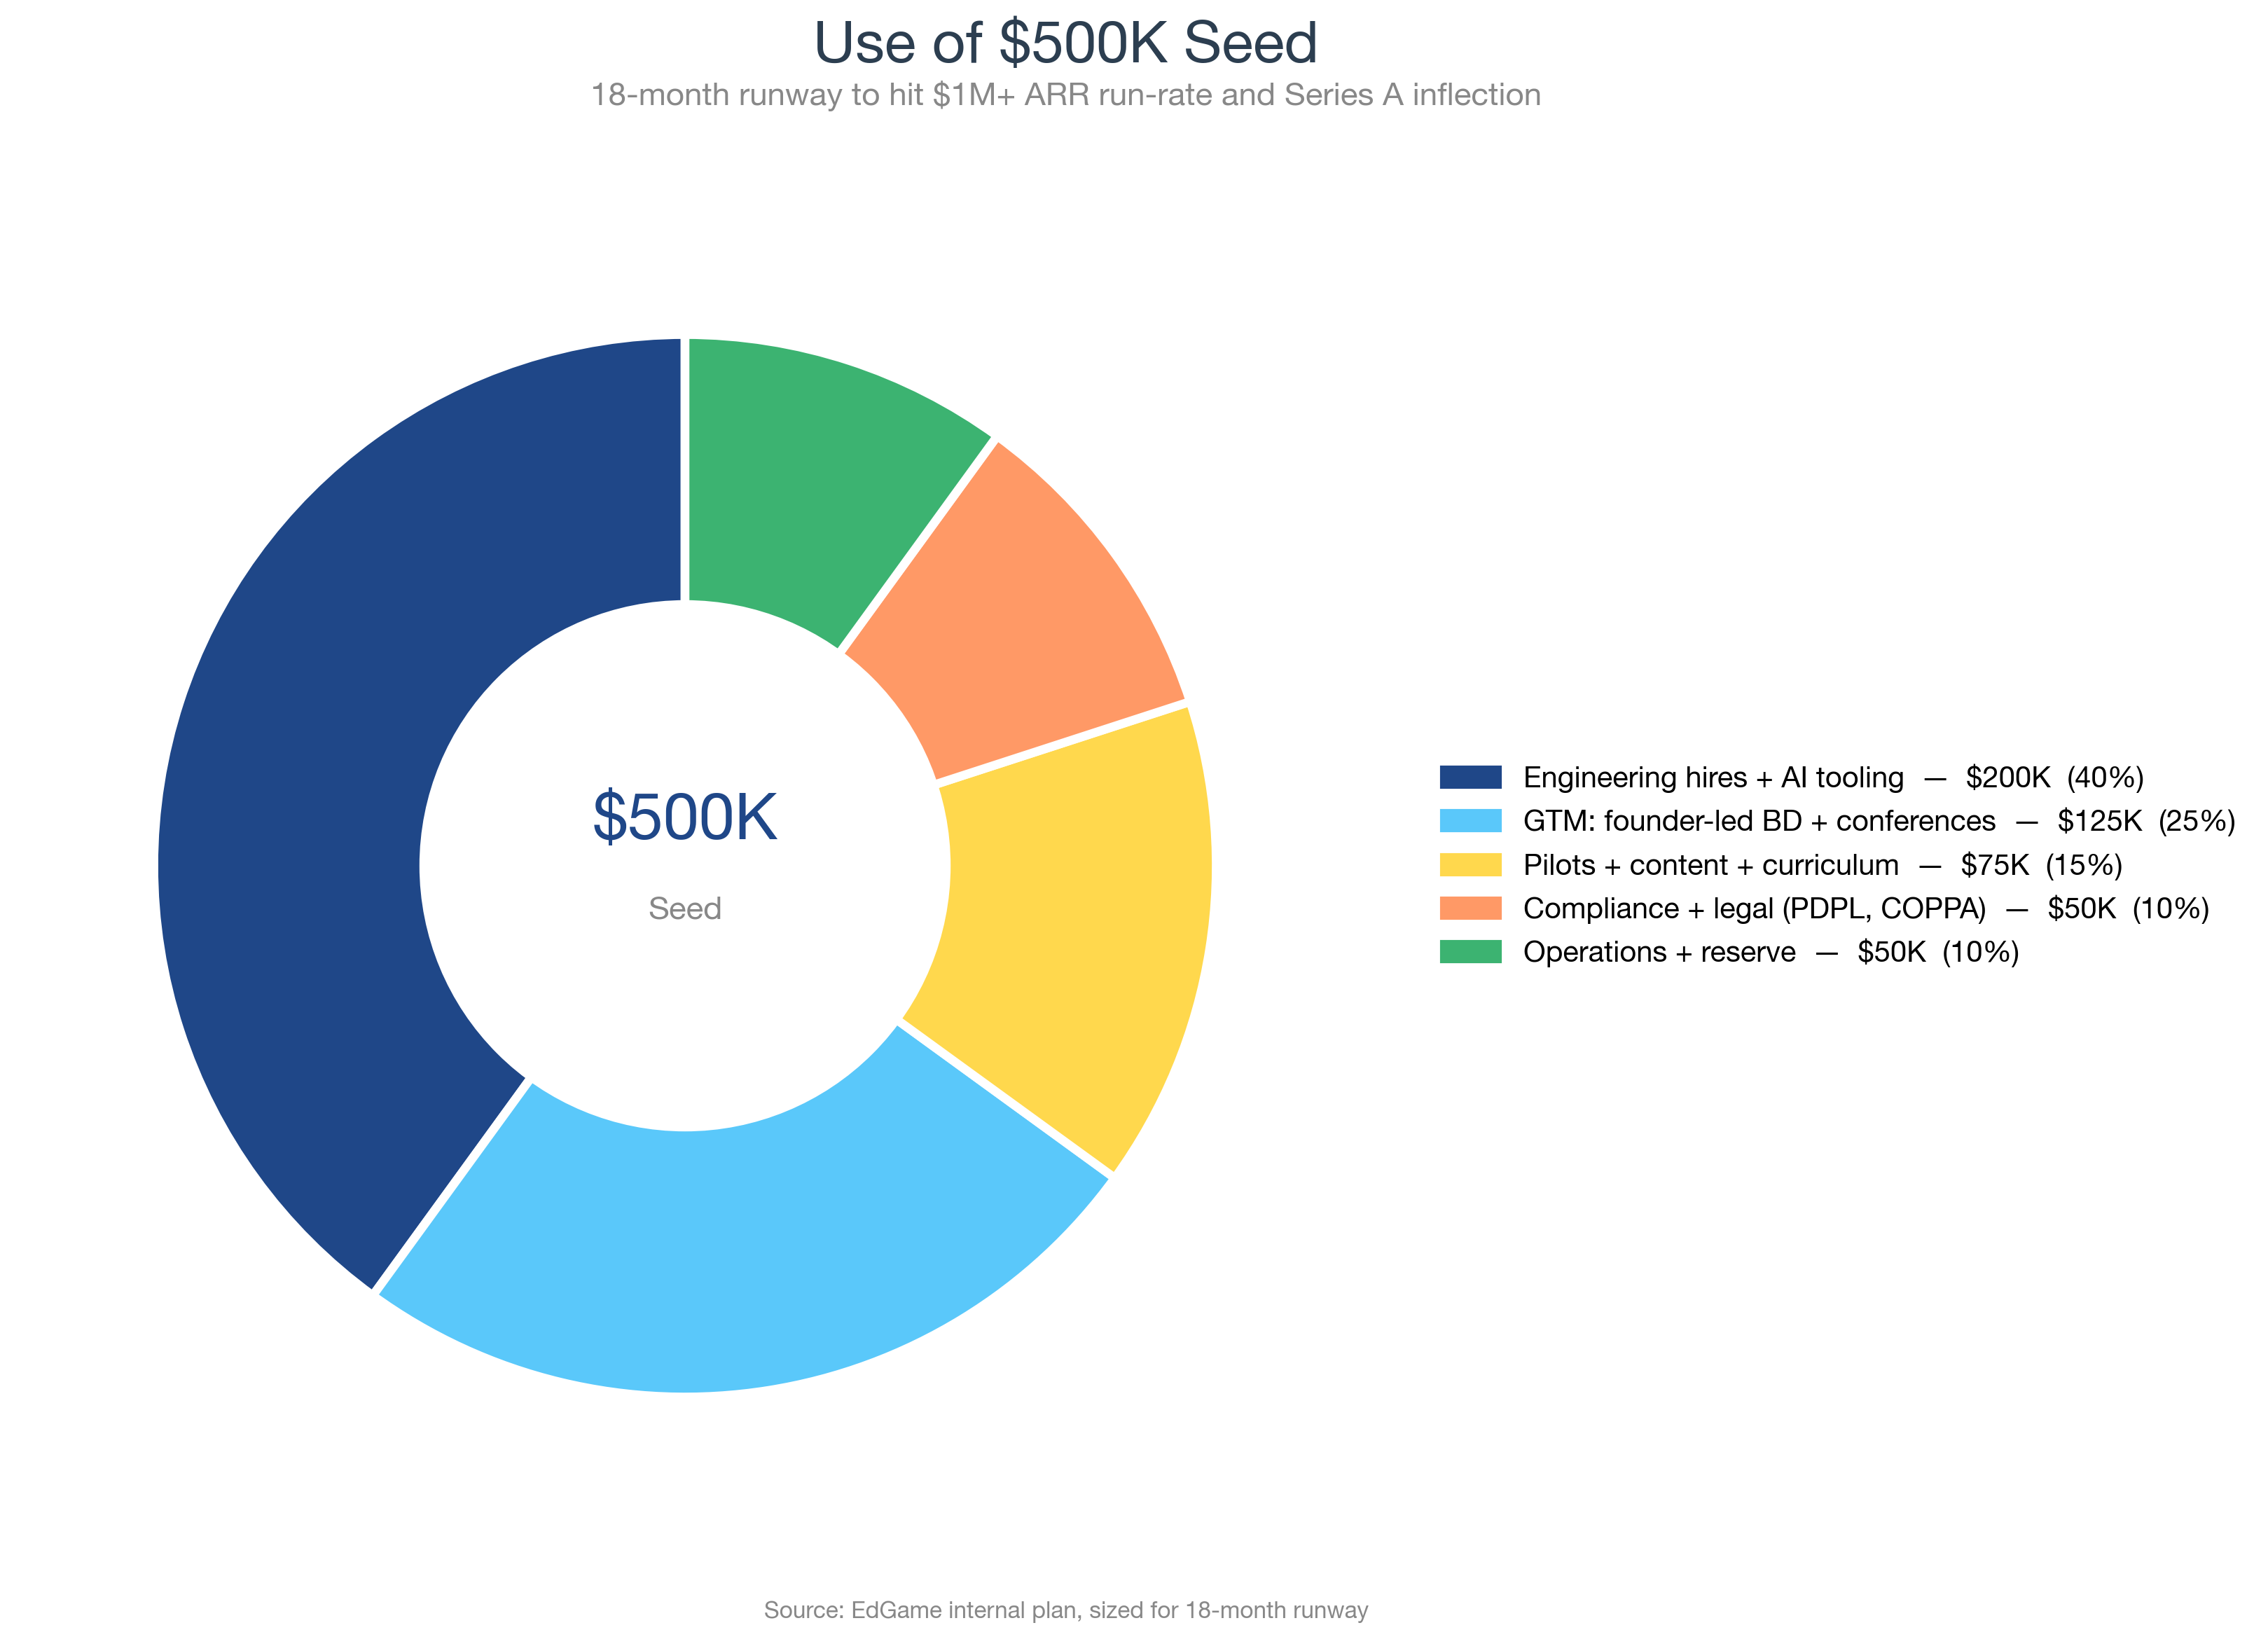 Use of $500K Seed
18-month runway to hit $1M+ ARR run-rate and Series A inflection
$500K
Seed
Engineering hires + AI tooling — $200K (40%)
GTM: founder-led BD + conferences — $125K (25%)
Pilots + content + curriculum — $75K (15%)
Compliance + legal (PDPL, COPPA) — $50K (10%)
Operations + reserve — $50K (10%)
Source: EdGame internal plan, sized for 18-month runway